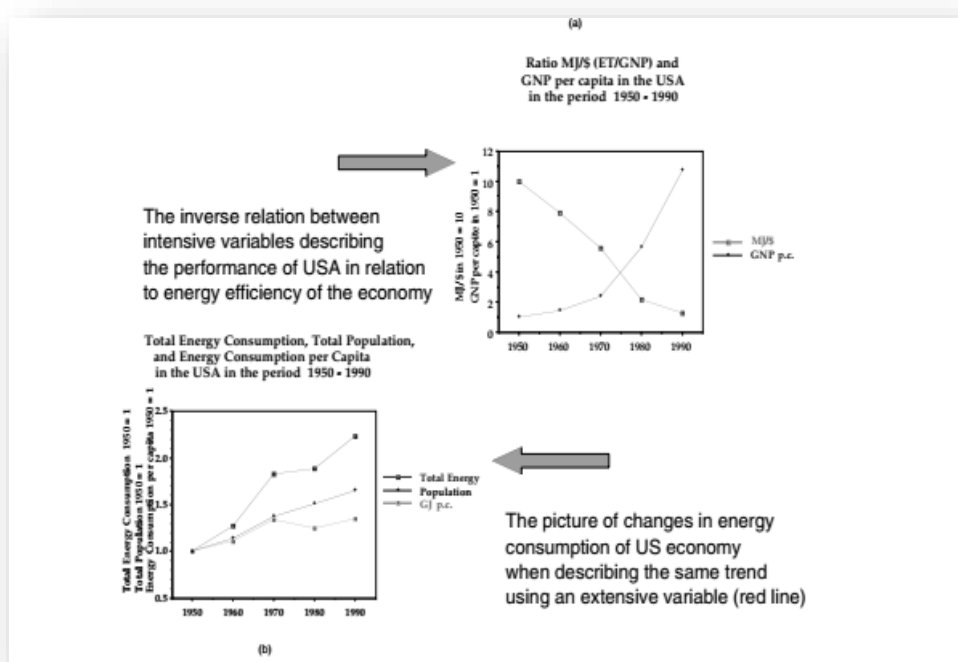 (a)
Ratio MJ/$ (ET/GNP) and
GNP per capita in the USA
in the period 1950 - 1990
MJ/$ in 1950 = 10
GNP per capite in 1950 = 1
12
10
8
6
4
2
0
1950 1960 1970 1980 1990
MJ/$
GNP p.c.
The inverse relation between
intensive variables describing
the performance of USA in relation
to energy efficiency of the economy
Total Energy Consumption, Total Population,
and Energy Consumption per Capita
in the USA in the period 1950 - 1990
Total Energy Consumption 1950 = 1
Total Population 1950 = 1
Energy Consumption per capita 1950 = 1
2.5
2.0
1.5
1.0
0.5
1950 1960 1970 1980 1990
Total Energy
Population
GJ p.c.
(b)
The picture of changes in energy
consumption of US economy
when describing the same trend
using an extensive variable (red line)